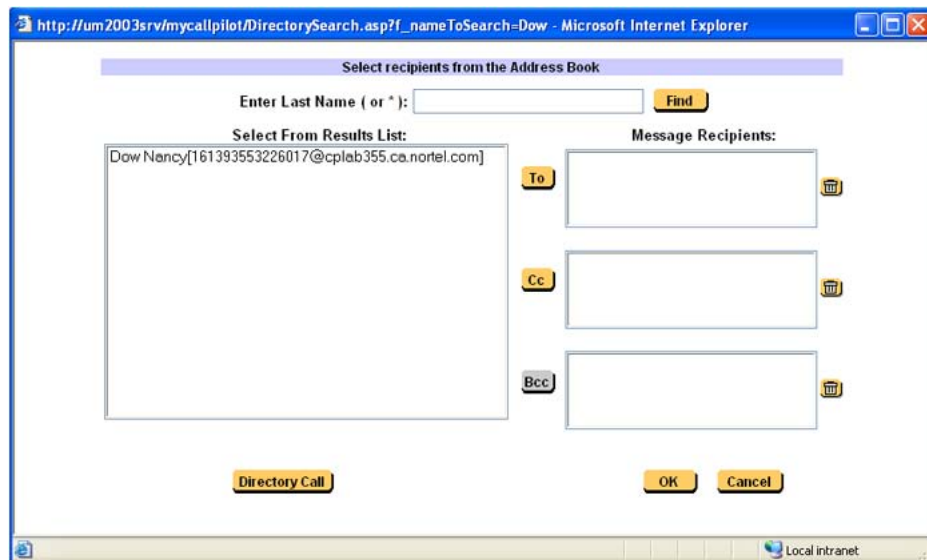 http://um2003srv/mycallpilot/DirectorySearch.asp?f_nameToSearch=Dow - Microsoft Internet Explorer
Select recipients from the Address Book
Enter Last Name ( or * ): Find
Select From Results List: Message Recipients:
Dow Nancy[161393553226017@cplab355.ca.nortel.com]
To
Cc
Bcc
Directory Call OK Cancel
Local intranet